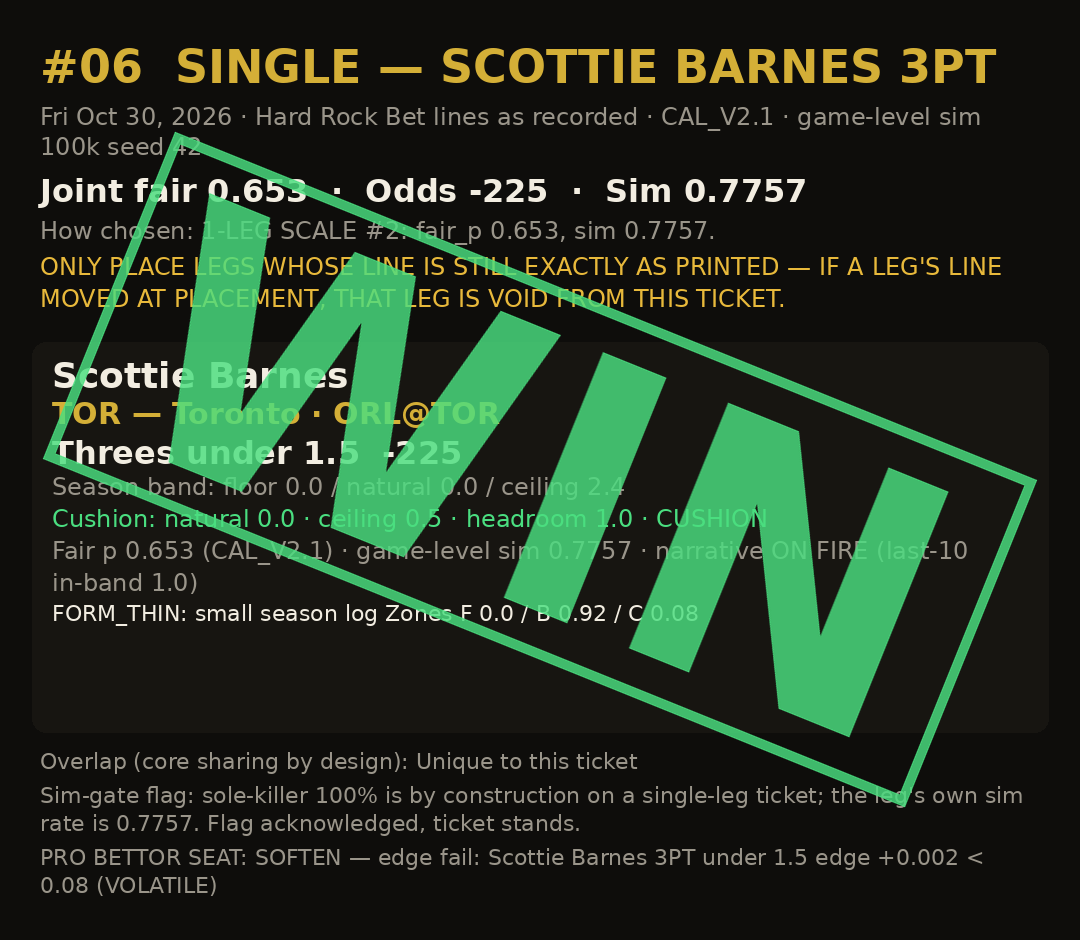 #06 SINGLE — SCOTTIE BARNES 3PT
Fri Oct 30, 2026 · Hard Rock Bet lines as recorded · CAL_V2.1 · game-level sim
100k seed 42
Joint fair 0.653 · Odds -225 · Sim 0.7757
How chosen: 1-LEG SCALE #2: fair_p 0.653, sim 0.7757.
ONLY PLACE LEGS WHOSE LINE IS STILL EXACTLY AS PRINTED — IF A LEG'S LINE
MOVED AT PLACEMENT, THAT LEG IS VOID FROM THIS TICKET.
Scottie Barnes
TOR — Toronto · ORL@TOR
Threes under 1.5 -225
Season band: floor 0.0 / natural 0.0 / ceiling 2.4
Cushion: natural 0.0 · ceiling 0.5 · headroom 1.0 · CUSHION
Fair p 0.653 (CAL_V2.1) · game-level sim 0.7757 · narrative ON FIRE (last-10
in-band 1.0)
FORM_THIN: small season log Zones F 0.0 / B 0.92 / C 0.08
WIN
Overlap (core sharing by design): Unique to this ticket
Sim-gate flag: sole-killer 100% is by construction on a single-leg ticket; the leg's own sim
rate is 0.7757. Flag acknowledged, ticket stands.
PRO BETTOR SEAT: SOFTEN — edge fail: Scottie Barnes 3PT under 1.5 edge +0.002 <
0.08 (VOLATILE)